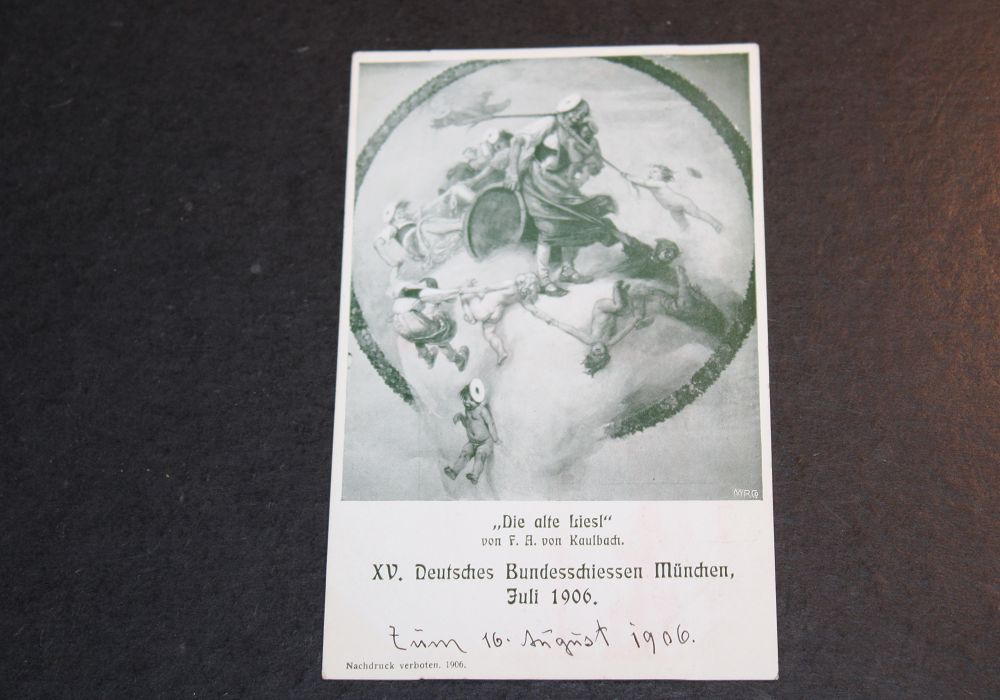 „Die alte Liesl“
von F. A. von Kaulbach.
XV. Deutsches Bundesschiessen München,
Juli 1906.
Zum 16. August 1906.
Nachdruck verboten. 1906.